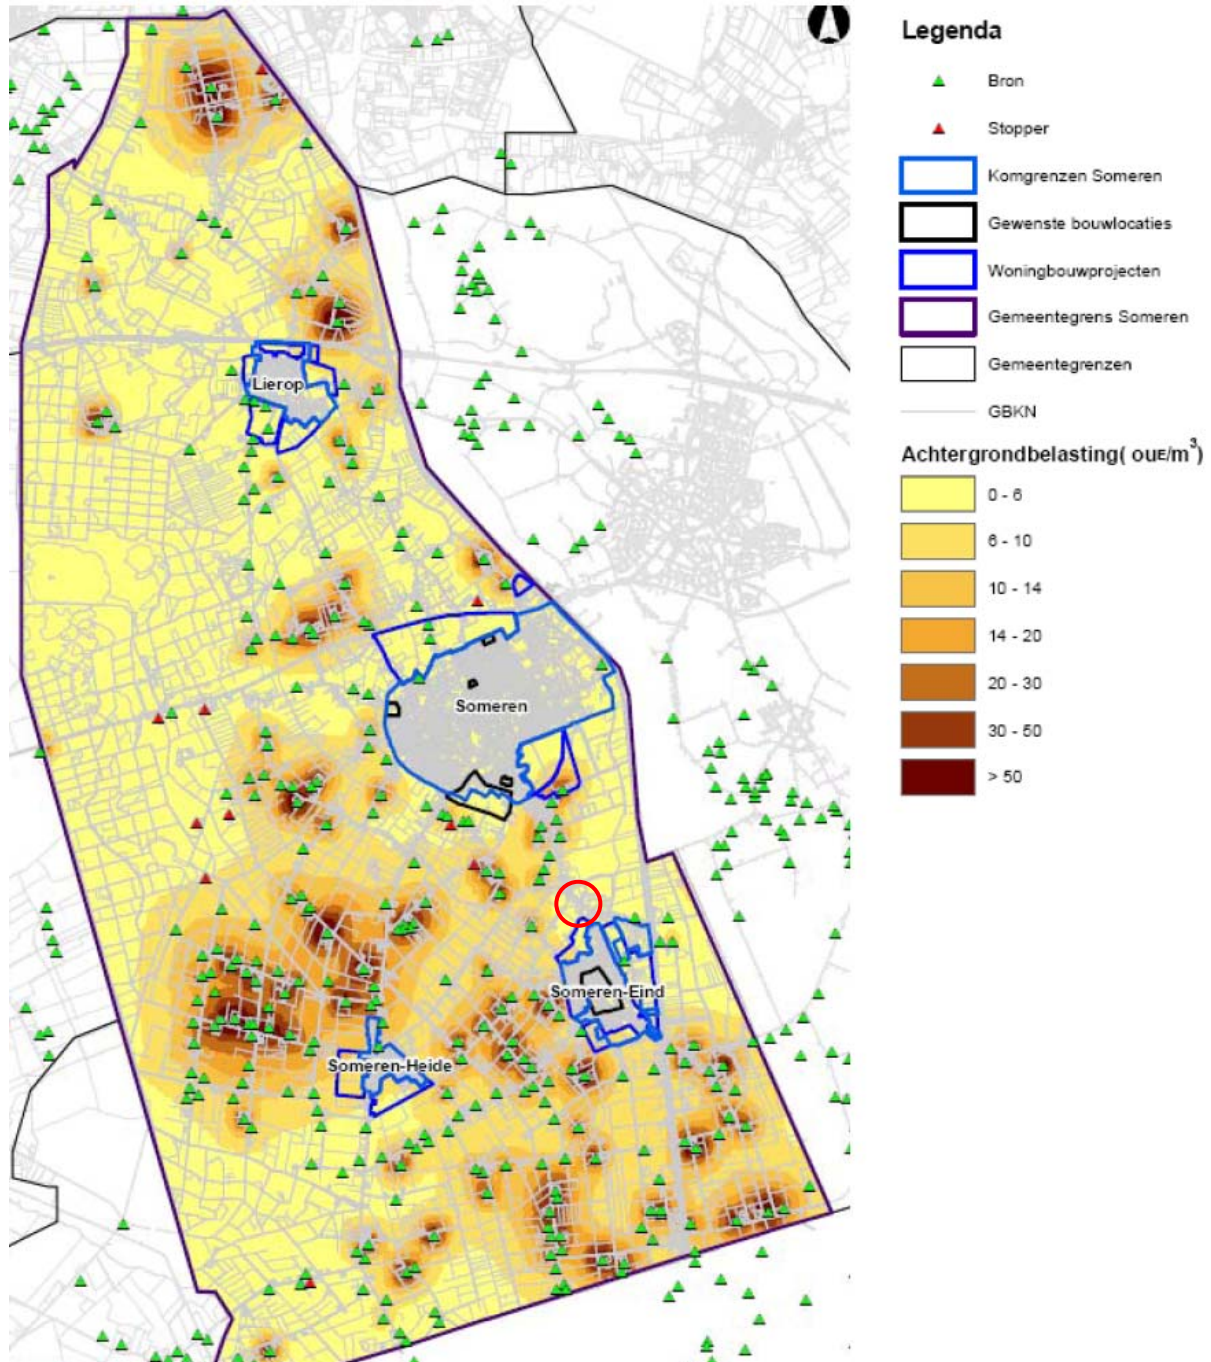 Legenda
Bron
Stopper
Komgrenzen Someren
Gewenste bouwlocaties
Woningbouwprojecten
Gemeentegrens Someren
Gemeentegrenzen
GBKN
Achtergrondbelasting( ouE/m³)
0 - 6
6 - 10
10 - 14
14 - 20
20 - 30
30 - 50
> 50
Lierop
Someren
Someren-Eind
Someren-Heide